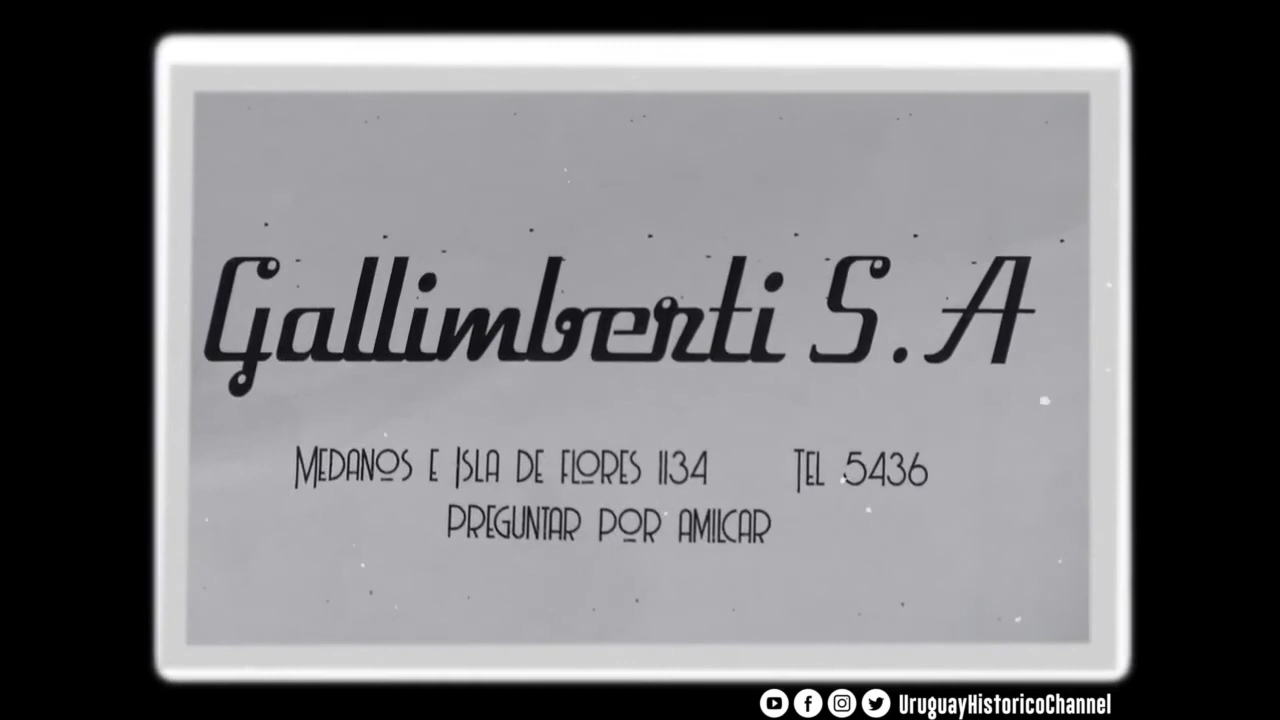 Gallimberti S.A
MEDANOS E ISLA DE FLORES 1134 TEL 5436
PREGUNTAR POR AMILCAR
UruguayHistoricoChannel